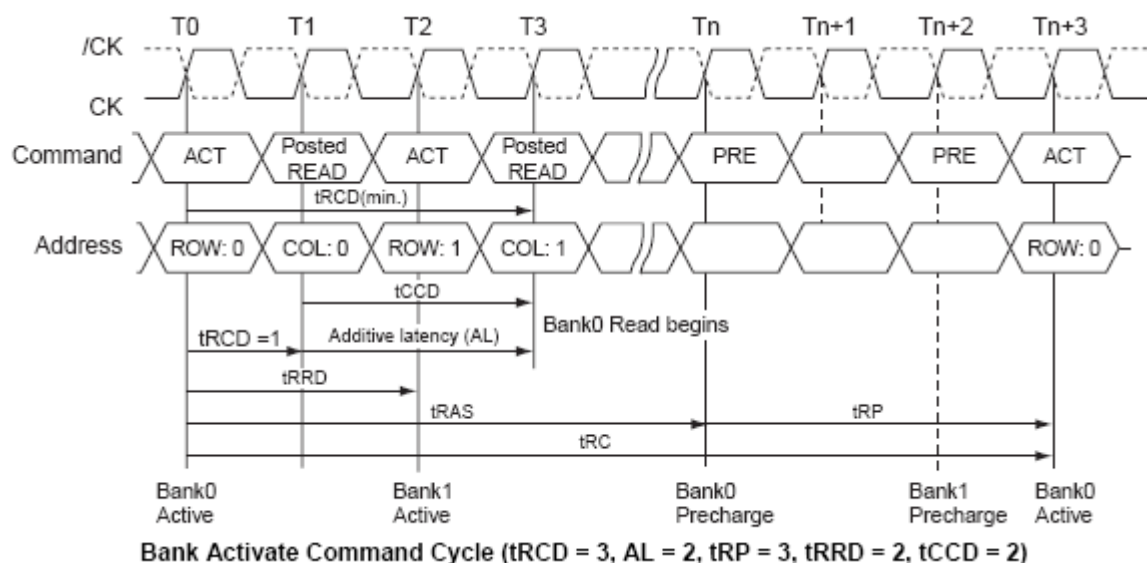 T0 T1 T2 T3 Tn Tn+1 Tn+2 Tn+3
/CK
CK
Command ACT Posted READ ACT Posted READ PRE PRE ACT
tRCD(min.)
Address ROW: 0 COL: 0 ROW: 1 COL: 1 ROW: 0
tCCD
Bank0 Read begins
tRCD =1 Additive latency (AL)
tRRD
tRAS tRP
tRC
Bank0 Active Bank1 Active Bank0 Precharge Bank1 Precharge Bank0 Active
Bank Activate Command Cycle (tRCD = 3, AL = 2, tRP = 3, tRRD = 2, tCCD = 2)